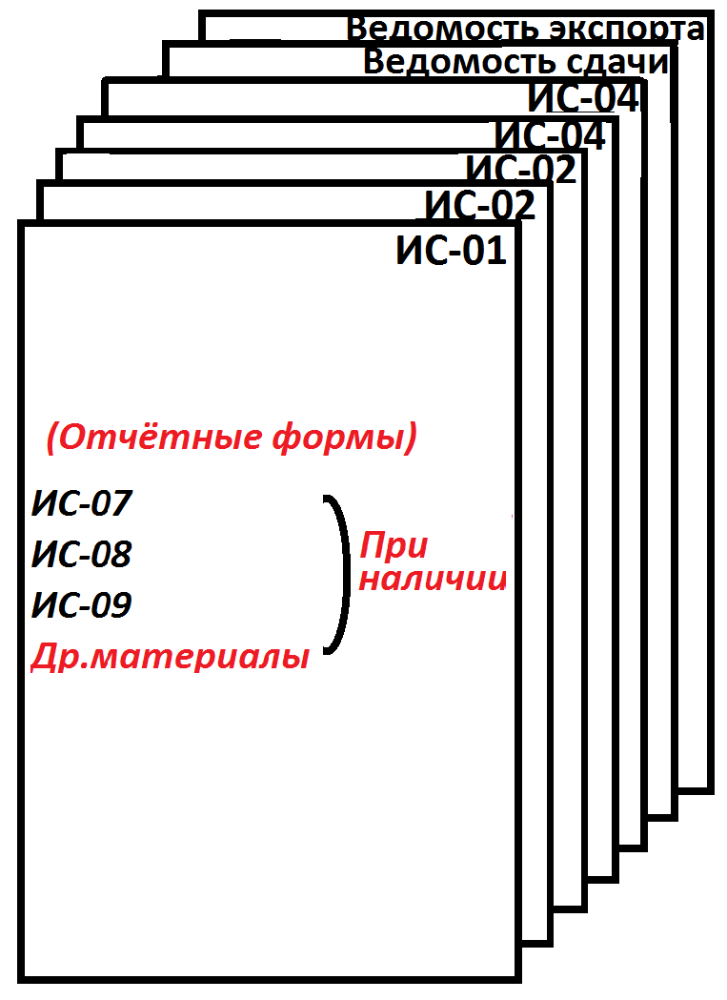 Ведомость экспорта
Ведомость сдачи
ИС-04
ИС-04
ИС-02
ИС-02
ИС-01
(Отчётные формы)
ИС-07
ИС-08
ИС-09
Др.материалы
При
наличии